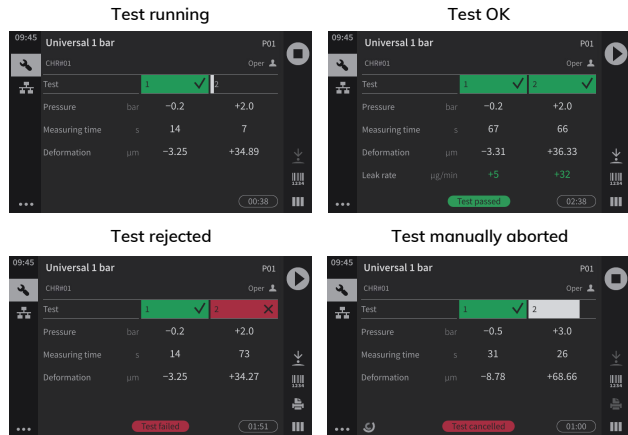 Test running
09:45 Universal 1 bar P01
CHR#01 Oper
Test 1 2
Pressure bar −0.2 +2.0
Measuring time s 14 7
Deformation µm −3.25 +34.89
1234
00:38
Test OK
09:45 Universal 1 bar P01
CHR#01 Oper
Test 1 2
Pressure bar −0.2 +2.0
Measuring time s 67 66
Deformation µm −3.31 +36.33
Leak rate µg/min +5 +32
1234
Test passed 02:38
Test rejected
09:45 Universal 1 bar P01
CHR#01 Oper
Test 1 2
Pressure bar −0.2 +2.0
Measuring time s 14 73
Deformation µm −3.25 +34.27
1234
Test failed 01:51
Test manually aborted
09:45 Universal 1 bar P01
CHR#01 Oper
Test 1 2
Pressure bar −0.5 +3.0
Measuring time s 31 26
Deformation µm −8.78 +68.66
1234
Test cancelled 01:00